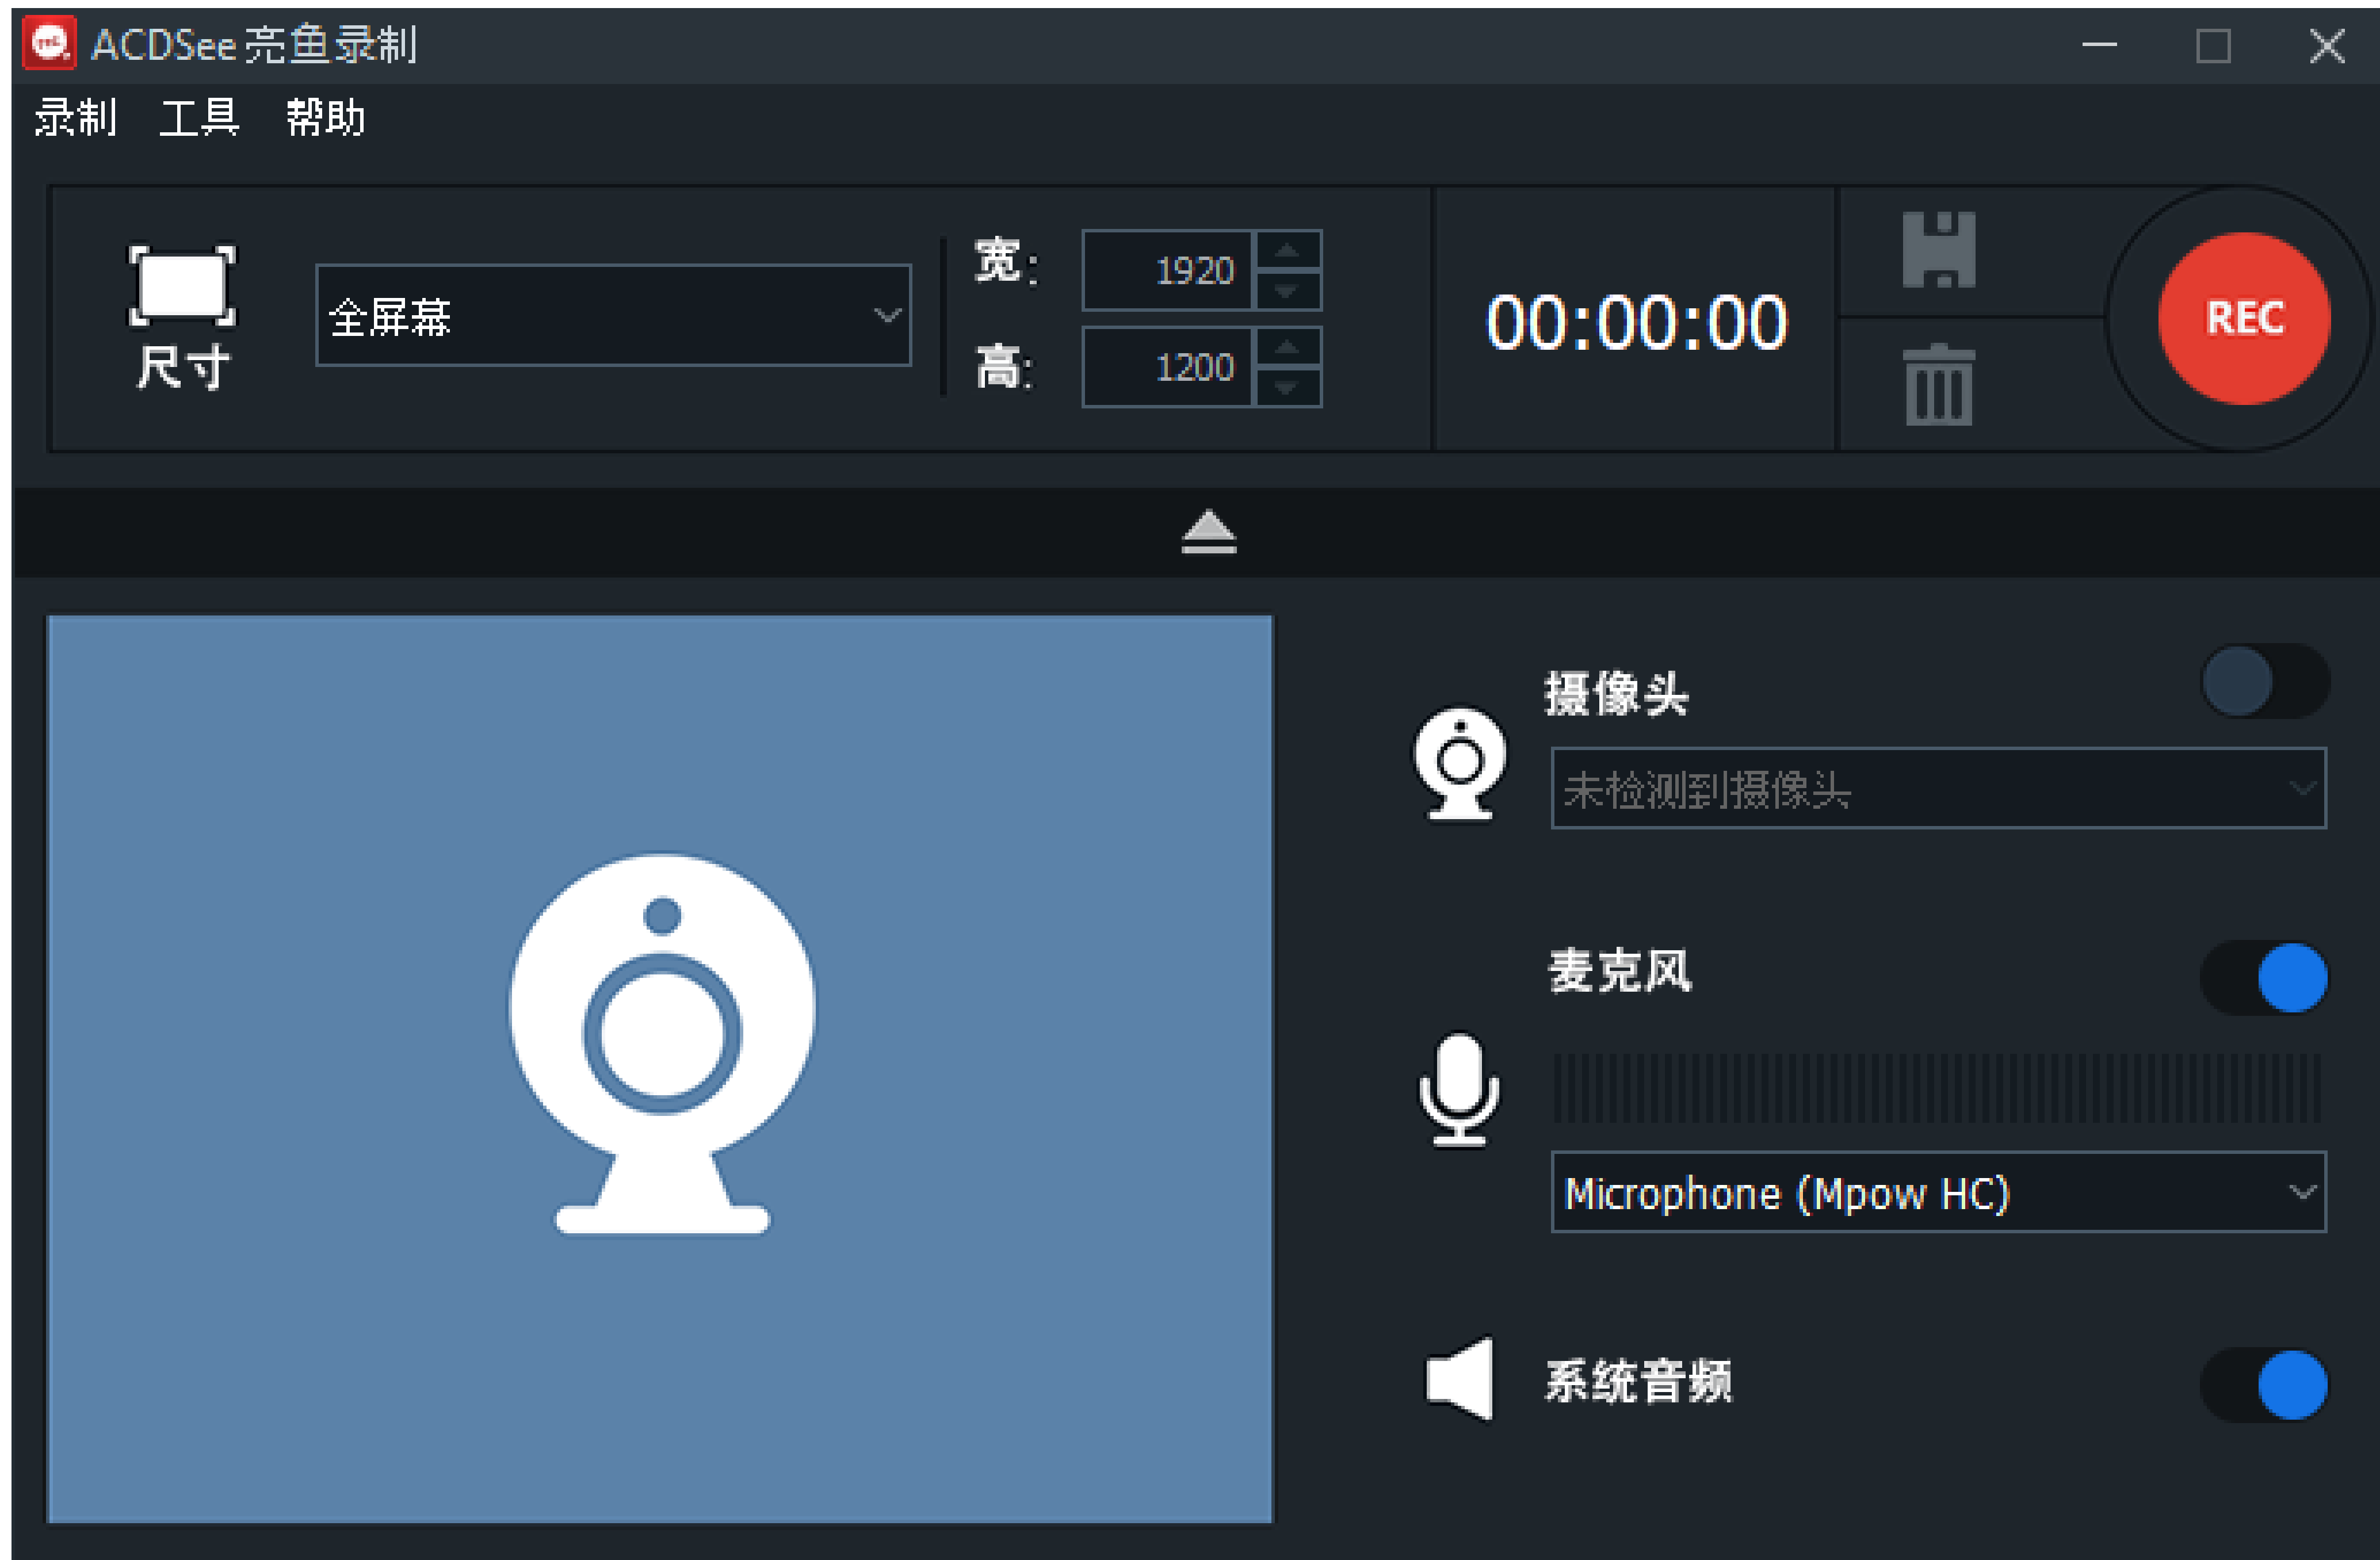 ACDSee 亮鱼录制
录制 工具 帮助
尺寸
全屏幕
宽: 1920
高: 1200
00:00:00
REC
摄像头
未检测到摄像头
麦克风
Microphone (Mpow HC)
系统音频